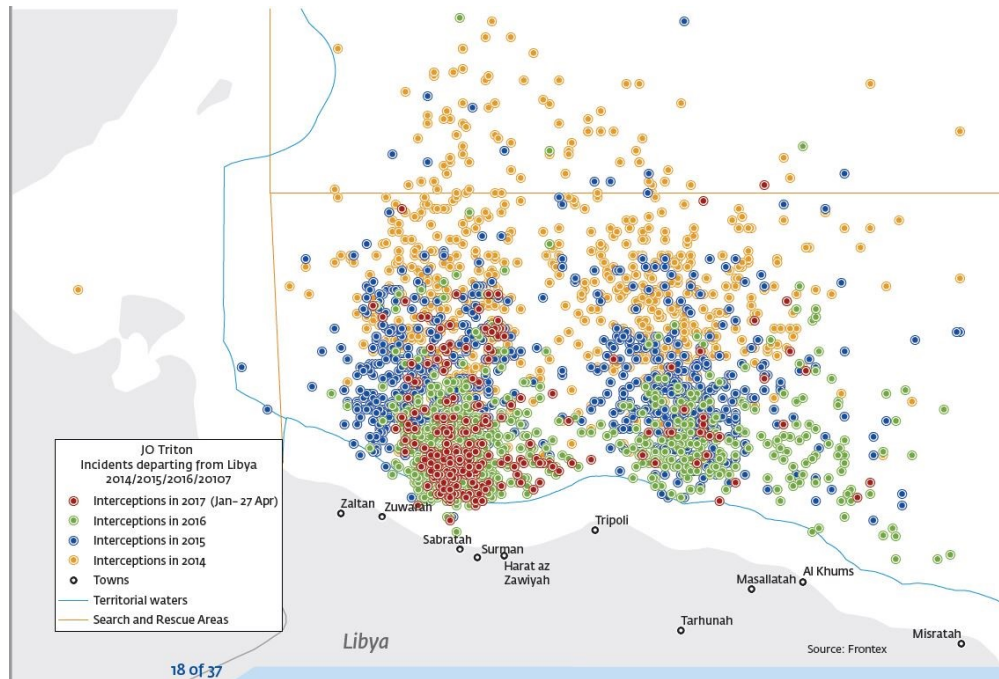 JO Triton
Incidents departing from Libya
2014/2015/2016/20107
Interceptions in 2017 (Jan– 27 Apr)
Interceptions in 2016
Interceptions in 2015
Interceptions in 2014
Towns
Territorial waters
Search and Rescue Areas
Zaltan
Zuwarah
Sabratah
Surman
Harat az
Zawiyah
Tripoli
Masallatah
Al Khums
Tarhunah
Misratah
Libya
Source: Frontex
18 of 37